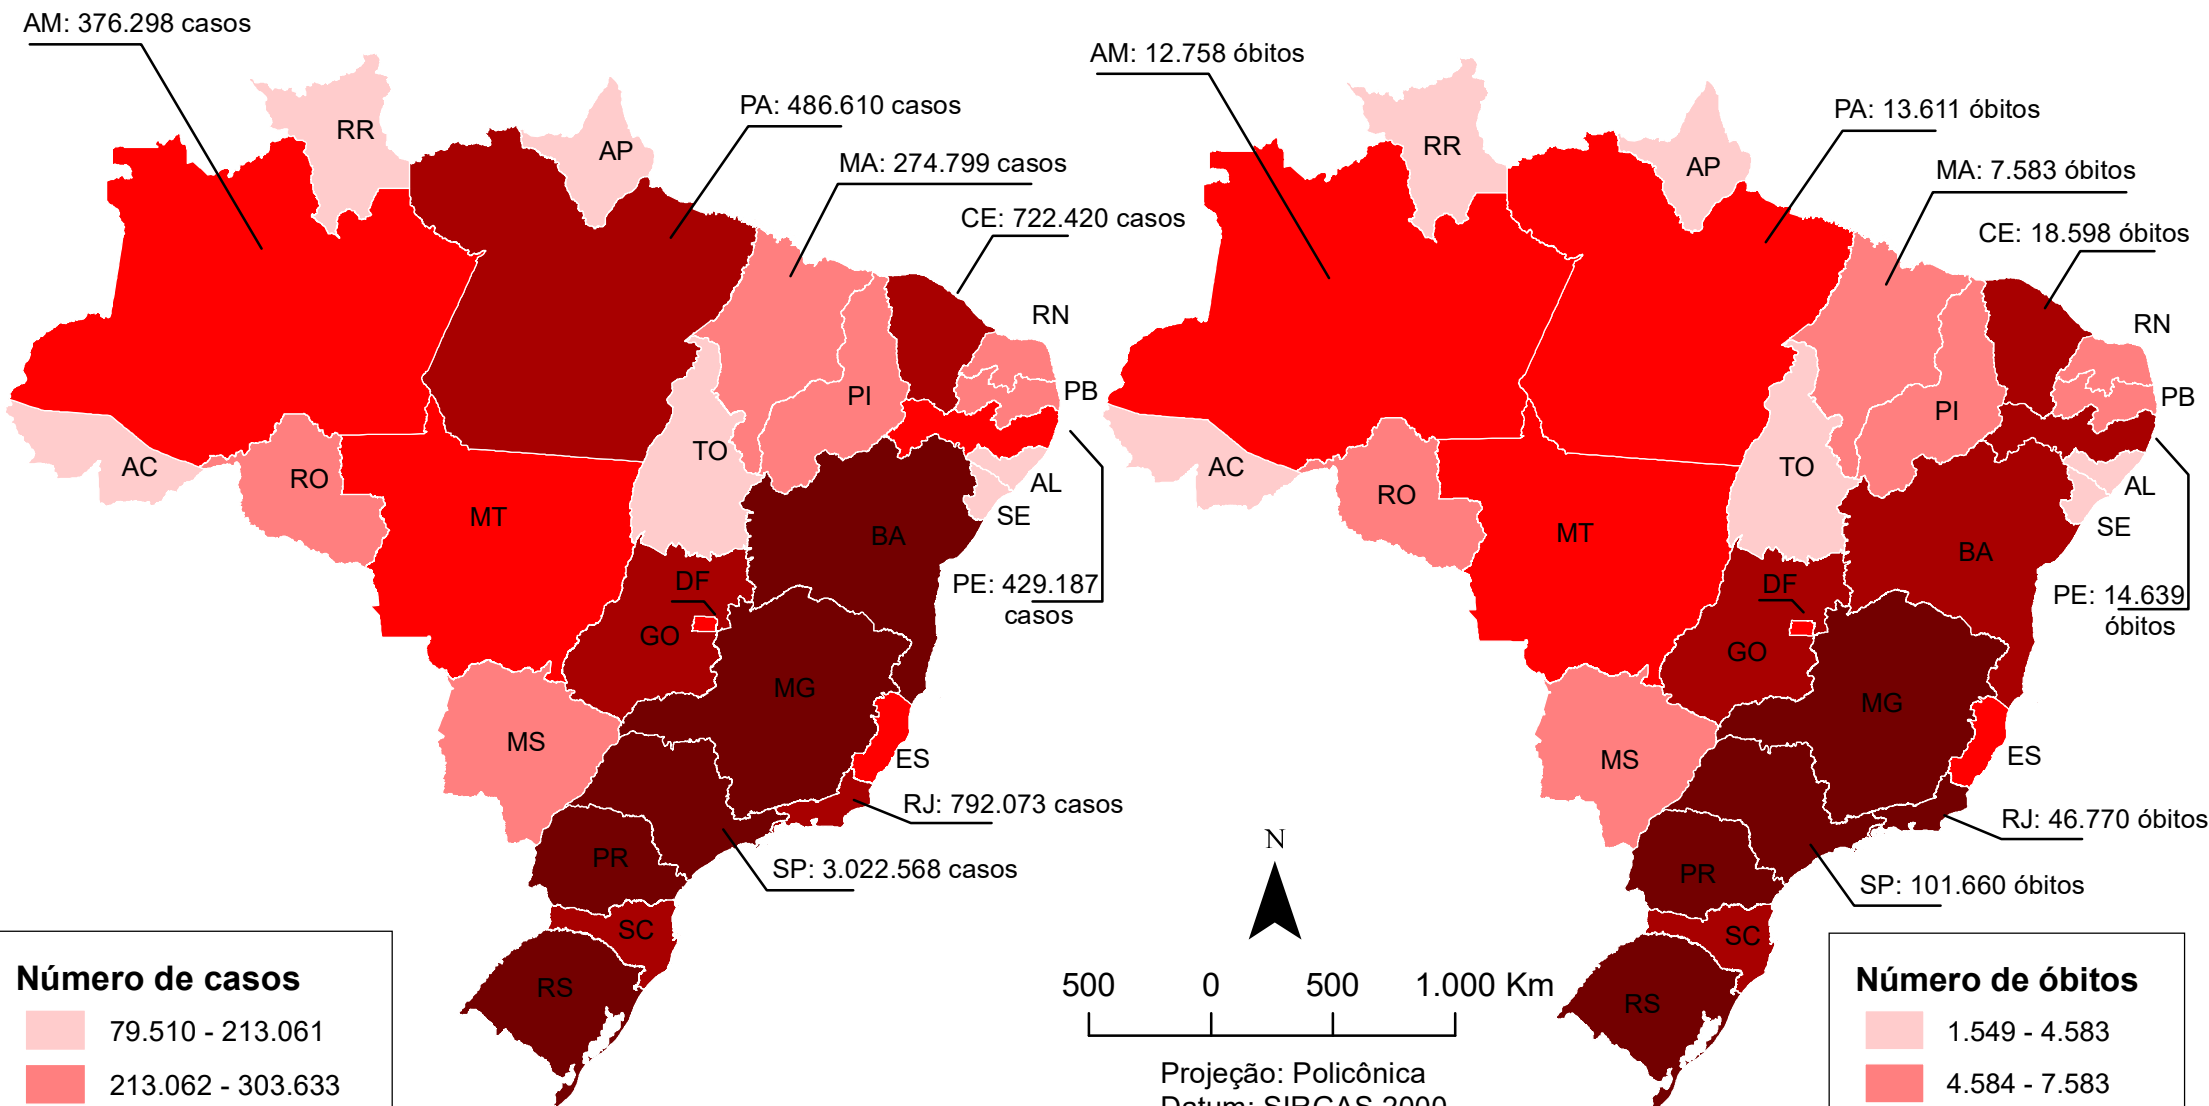 AM: 376.298 casos
RR
AP
PA: 486.610 casos
MA: 274.799 casos
CE: 722.420 casos
RN
PB
PI
TO
AC
RO
AL
SE
MT
BA
DF
PE: 429.187
casos
GO
MG
MS
ES
RJ: 792.073 casos
PR
SP: 3.022.568 casos
SC
RS
Número de casos
79.510 - 213.061
213.062 - 303.633
AM: 12.758 óbitos
RR
AP
PA: 13.611 óbitos
MA: 7.583 óbitos
CE: 18.598 óbitos
RN
PB
PI
TO
AC
RO
AL
SE
MT
BA
DF
PE: 14.639
óbitos
GO
MG
MS
ES
RJ: 46.770 óbitos
PR
SP: 101.660 óbitos
SC
RS
N
500 0 500 1.000 Km
Projeção: Policônica
Datum: SIRGAS 2000
Número de óbitos
1.549 - 4.583
4.584 - 7.583